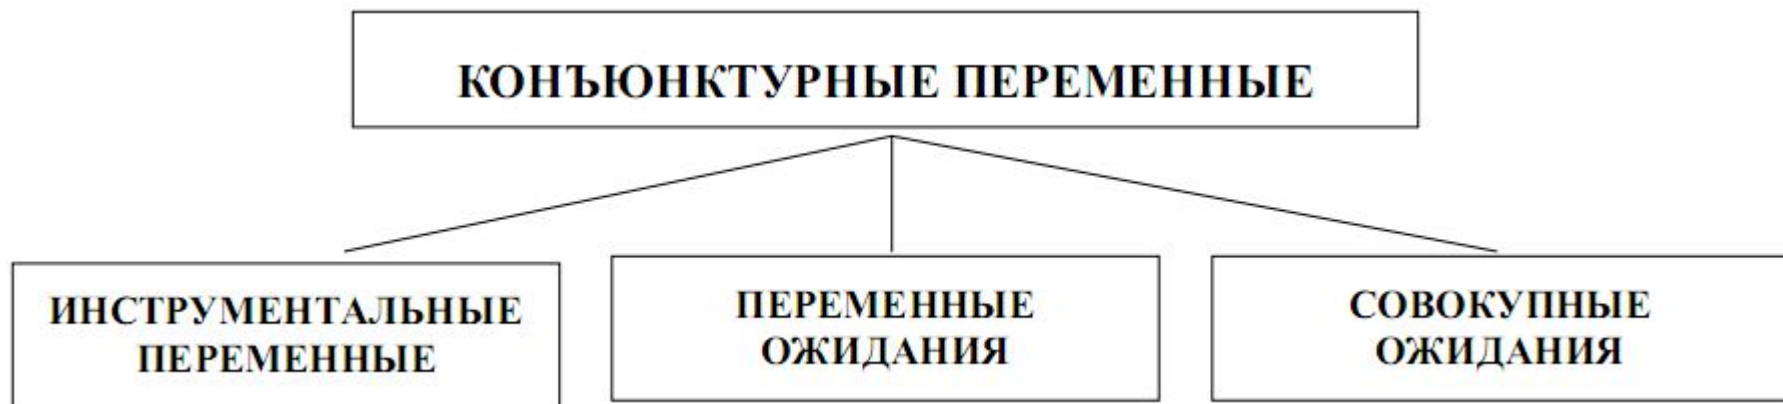 КОНЪЮНКТУРНЫЕ ПЕРЕМЕННЫЕ
ИНСТРУМЕНТАЛЬНЫЕ
ПЕРЕМЕННЫЕ
ПЕРЕМЕННЫЕ
ОЖИДАНИЯ
СОВОКУПНЫЕ
ОЖИДАНИЯ